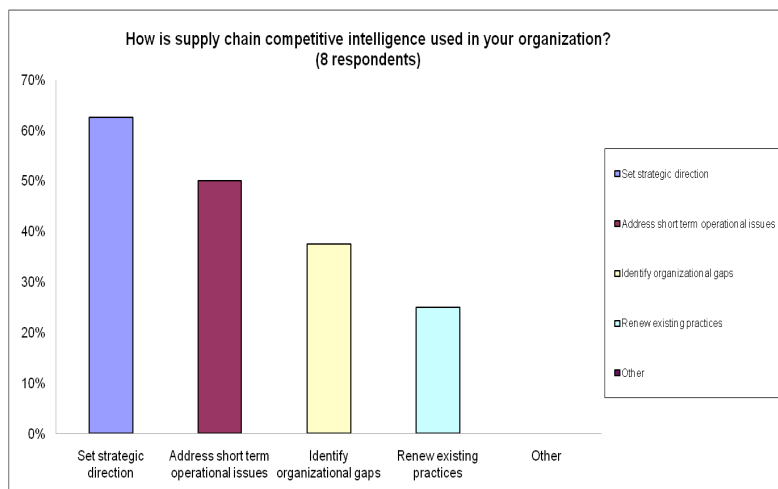 How is supply chain competitive intelligence used in your organization?
(8 respondents)
70%
60%
50%
40%
30%
20%
10%
0%
Set strategic direction
Address short term operational issues
Identify organizational gaps
Renew existing practices
Other
Set strategic
direction
Address short term
operational issues
Identify
organizational gaps
Renew existing
practices
Other